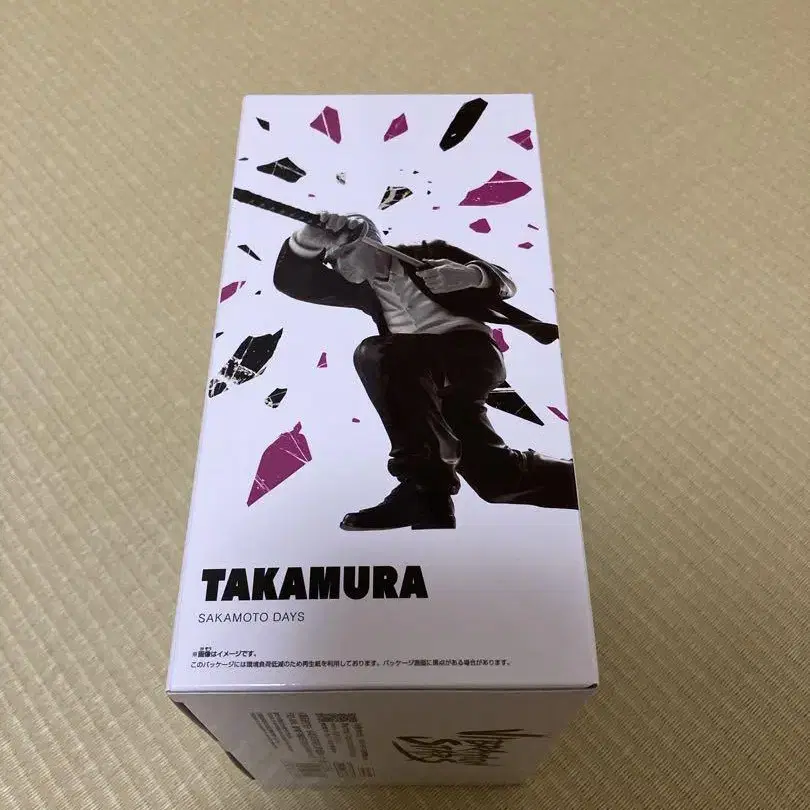 TAKAMURA
SAKAMOTO DAYS
※画像はイメージです。
このパッケージには環境負荷低減のため再生紙を利用しております。パッケージ表面に斑点がある場合があります。
VIBRATION
STARS